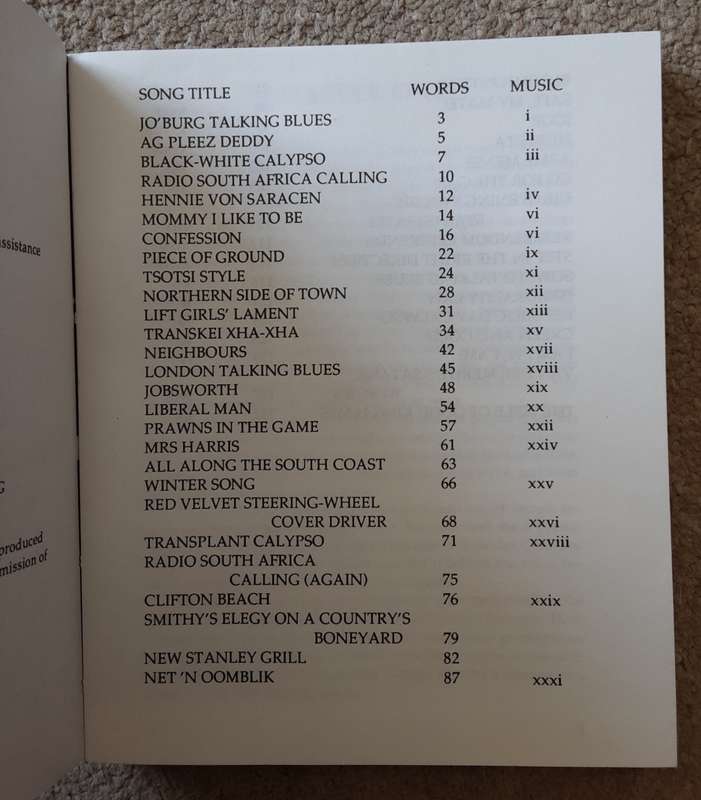 assistance
G
produced
mission of
SONG TITLE WORDS MUSIC
JO'BURG TALKING BLUES 3 i
AG PLEEZ DEDDY 5 ii
BLACK-WHITE CALYPSO 7 iii
RADIO SOUTH AFRICA CALLING 10
HENNIE VON SARACEN 12 iv
MOMMY I LIKE TO BE 14 vi
CONFESSION 16 vi
PIECE OF GROUND 22 ix
TSOTSI STYLE 24 xi
NORTHERN SIDE OF TOWN 28 xii
LIFT GIRLS' LAMENT 31 xiii
TRANSKEI XHA-XHA 34 xv
NEIGHBOURS 42 xvii
LONDON TALKING BLUES 45 xviii
JOBSWORTH 48 xix
LIBERAL MAN 54 xx
PRAWNS IN THE GAME 57 xxii
MRS HARRIS 61 xxiv
ALL ALONG THE SOUTH COAST 63
WINTER SONG 66 xxv
RED VELVET STEERING-WHEEL
COVER DRIVER 68 xxvi
TRANSPLANT CALYPSO 71 xxviii
RADIO SOUTH AFRICA
CALLING (AGAIN) 75
CLIFTON BEACH 76 xxix
SMITHY'S ELEGY ON A COUNTRY'S
BONEYARD 79
NEW STANLEY GRILL 82
NET 'N OOMBLIK 87 xxxi